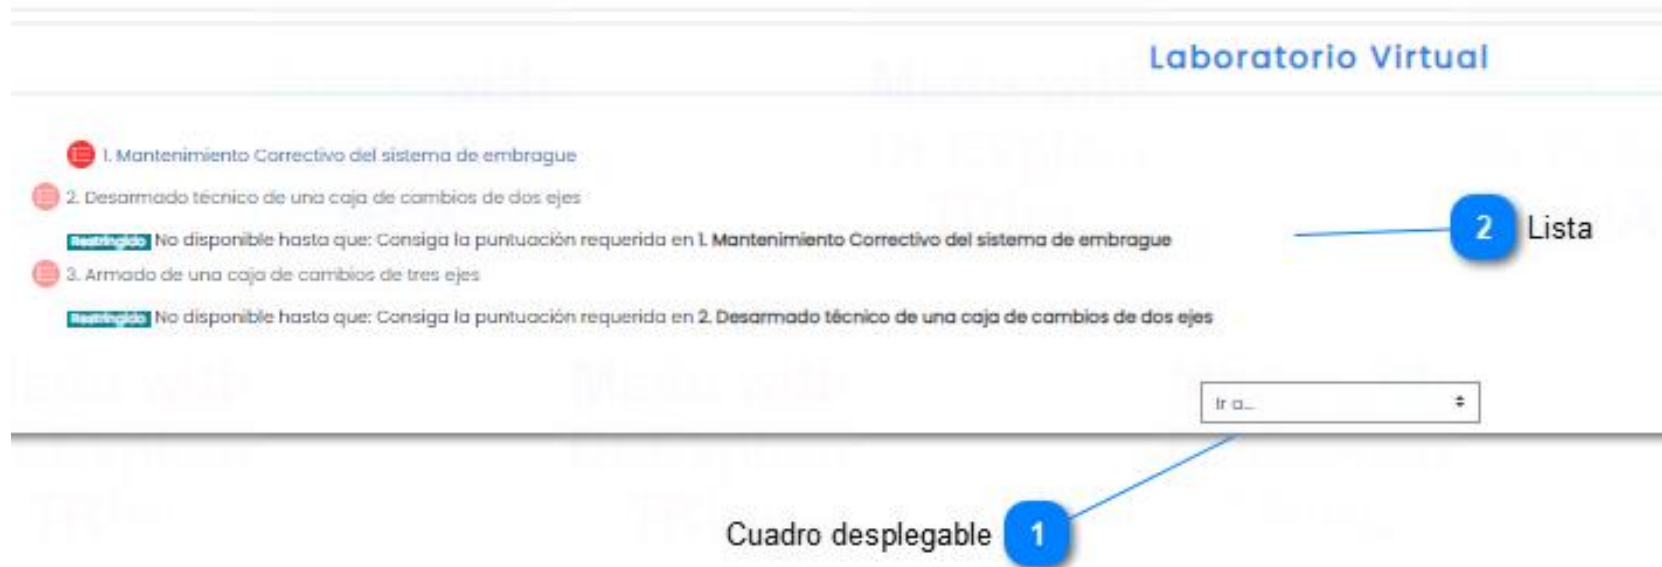 Laboratorio Virtual
1. Mantenimiento Correctivo del sistema de embrague
2. Desarmado técnico de una caja de cambios de dos ejes
Restringido No disponible hasta que: Consiga la puntuación requerida en 1. Mantenimiento Correctivo del sistema de embrague
2 Lista
3. Armado de una caja de cambios de tres ejes
Restringido No disponible hasta que: Consiga la puntuación requerida en 2. Desarmado técnico de una caja de cambios de dos ejes
Ir a...
Cuadro desplegable 1